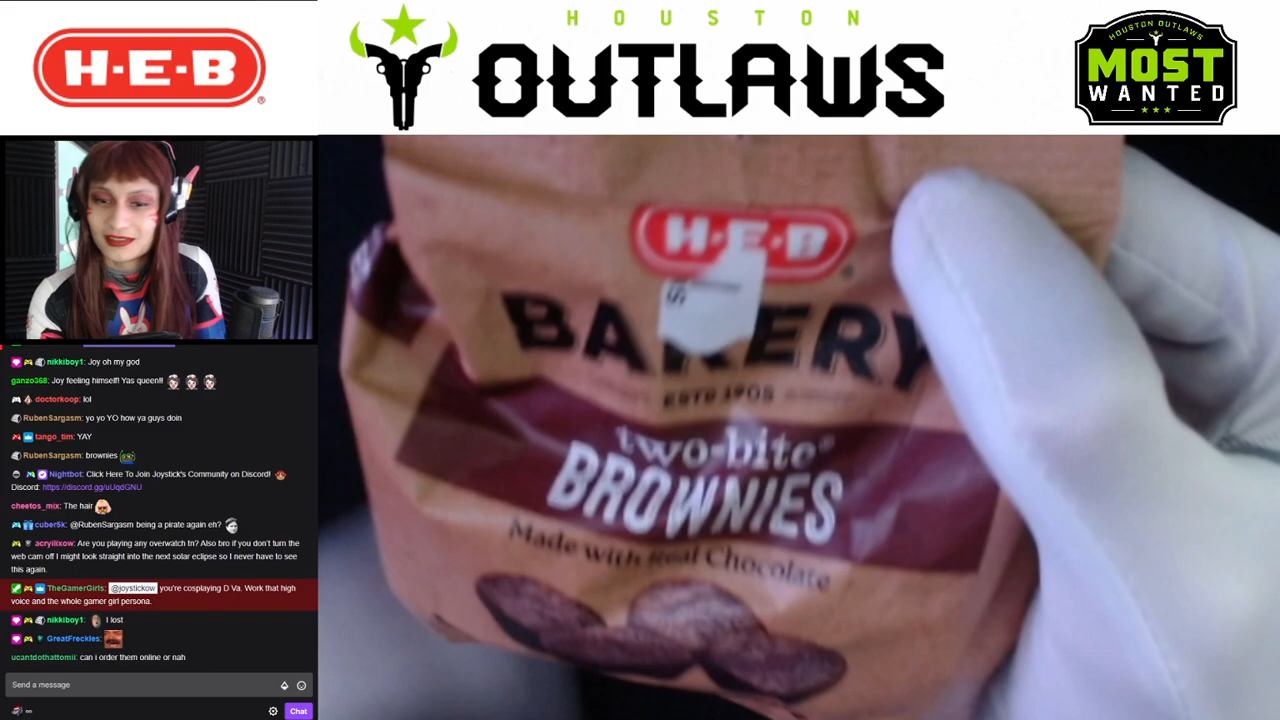 H-E-B
HOUSTON
OUTLAWS
HOUSTON OUTLAWS
MOST
WANTED
H-E-B
BAKERY
ESTD 1905
two-bite®
BROWNIES
Made with Real Chocolate
nikkiboy1: Joy oh my god
ganzo368: Joy feeling himself! Yas queen!!
doctorkoop: lol
RubenSargasm: yo yo YO how ya guys doin
tango_tim: YAY
RubenSargasm: brownies
Nightbot: Click Here To Join Joystick's Community on Discord!
Discord: https://discord.gg/uUqdGNU
cheetos_mix: The hair
cuber5k: @RubenSargasm being a pirate again eh?
acryilixow: Are you playing any overwatch tn? Also bro if you don't turn the
web cam off I might look straight into the next solar eclipse so I never have to see
this again.
TheGamerGirls: @joystickow you're cosplaying D Va. Work that high
voice and the whole gamer girl persona.
nikkiboy1: I lost
GreatFreckles:
ucantdothattomii: can i order them online or nah
Send a message
Chat